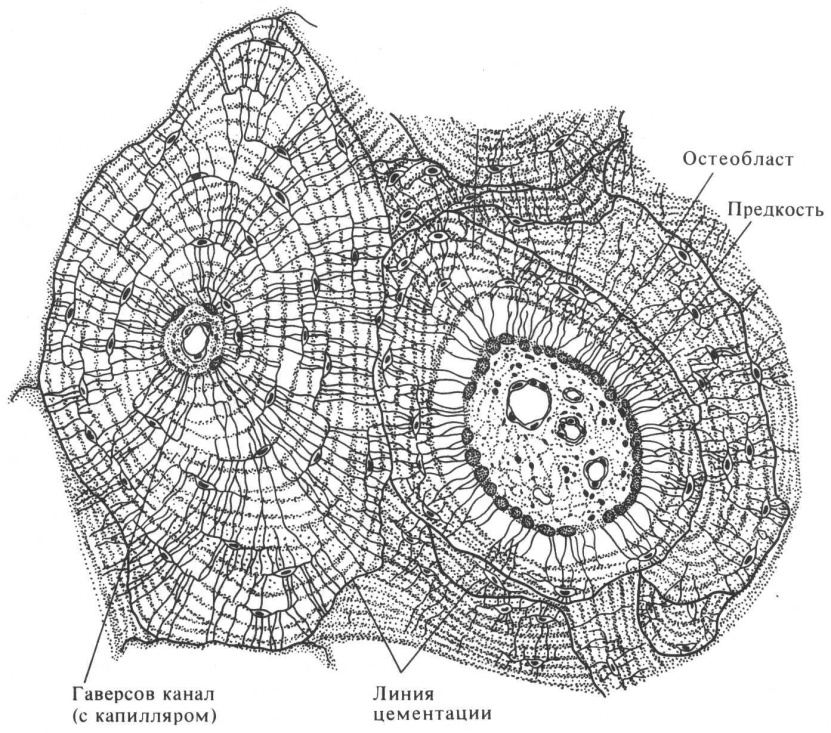 Остеобласт
Предкость
Гаверсов канал
(с капилляром)
Линия
цементации